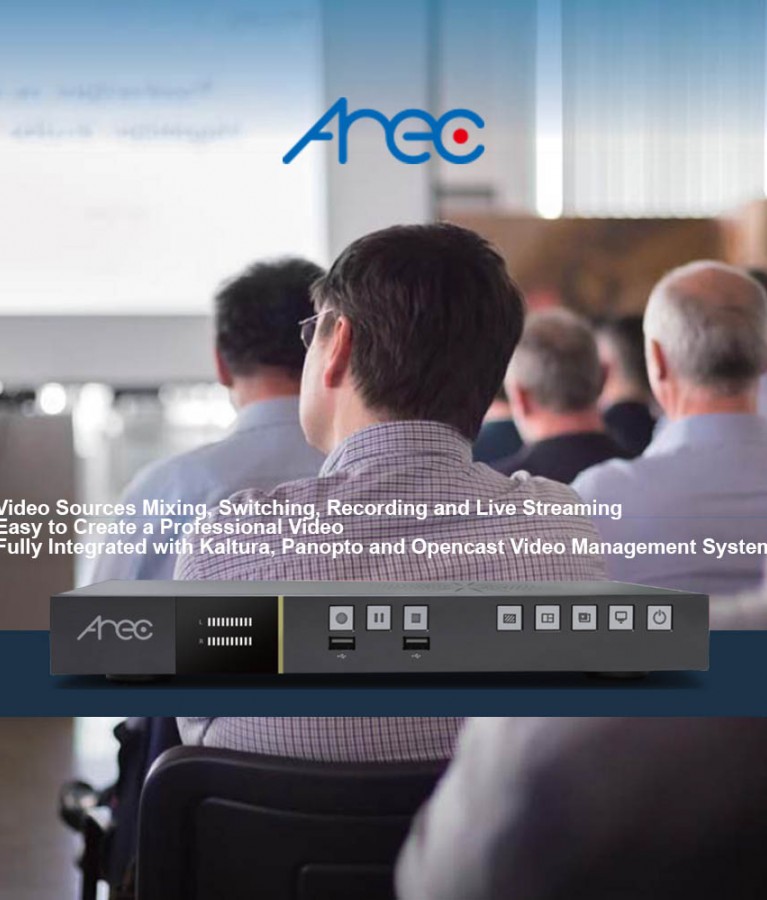 Arec
Video Sources Mixing, Switching, Recording and Live Streaming
Easy to Create a Professional Video
Fully Integrated with Kaltura, Panopto and Opencast Video Management System
Arec
L
R